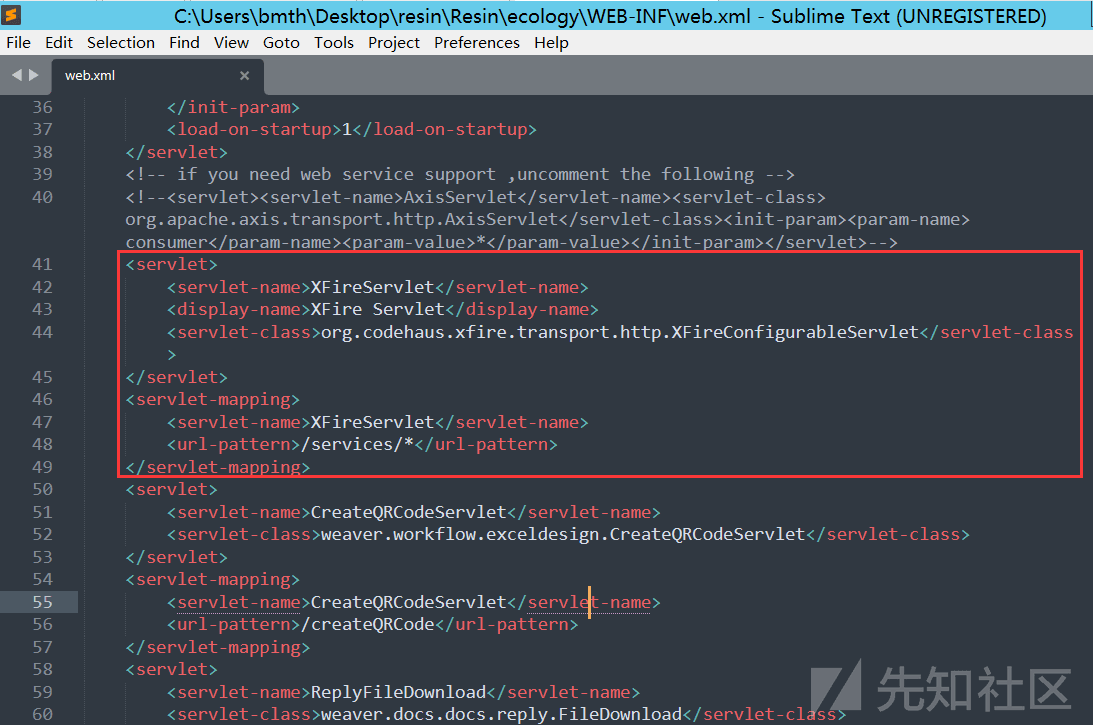 C:\Users\bmth\Desktop\resin\Resin\ecology\WEB-INF\web.xml - Sublime Text (UNREGISTERED)
File Edit Selection Find View Goto Tools Project Preferences Help
web.xml ×
36 </init-param>
37 <load-on-startup>1</load-on-startup>
38 </servlet>
39 <!-- if you need web service support ,uncomment the following -->
40 <!--<servlet><servlet-name>AxisServlet</servlet-name><servlet-class>
org.apache.axis.transport.http.AxisServlet</servlet-class><init-param><param-name>
consumer</param-name><param-value>*</param-value></init-param></servlet>-->
41 <servlet>
42 <servlet-name>XFireServlet</servlet-name>
43 <display-name>XFire Servlet</display-name>
44 <servlet-class>org.codehaus.xfire.transport.http.XFireConfigurableServlet</servlet-class
>
45 </servlet>
46 <servlet-mapping>
47 <servlet-name>XFireServlet</servlet-name>
48 <url-pattern>/services/*</url-pattern>
49 </servlet-mapping>
50 <servlet>
51 <servlet-name>CreateQRCodeServlet</servlet-name>
52 <servlet-class>weaver.workflow.exceldesign.CreateQRCodeServlet</servlet-class>
53 </servlet>
54 <servlet-mapping>
55 <servlet-name>CreateQRCodeServlet</servlet-name>
56 <url-pattern>/createQRCode</url-pattern>
57 </servlet-mapping>
58 <servlet>
59 <servlet-name>ReplyFileDownload</servlet-name>
60 <servlet-class>weaver.docs.docs.reply.FileDownload</servlet-class>
先知社区